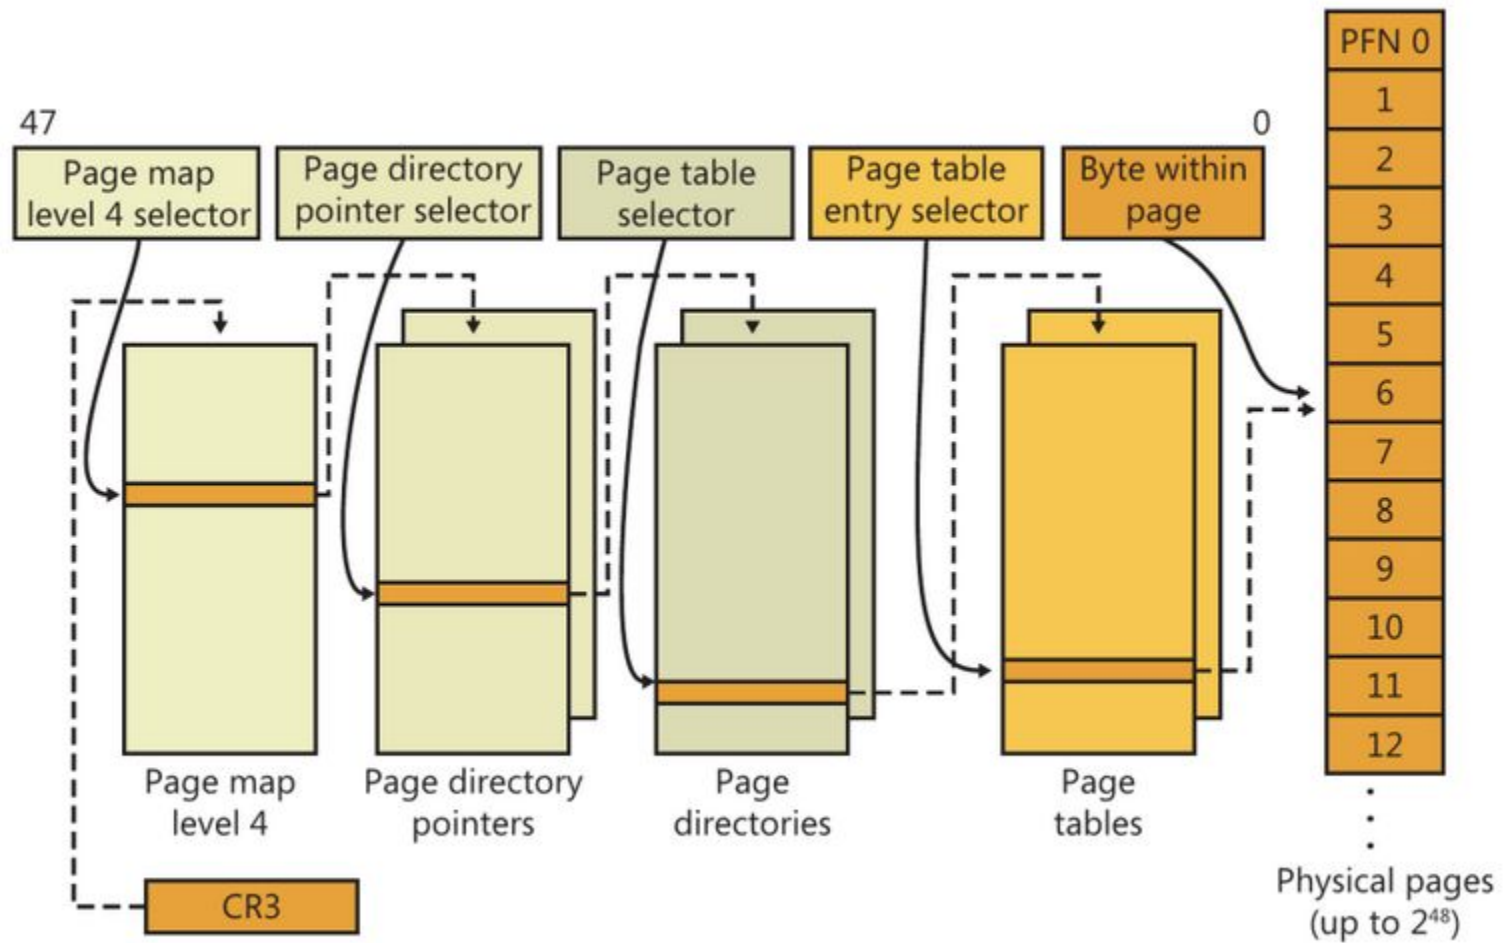 47
0
Page map
level 4 selector
Page directory
pointer selector
Page table
selector
Page table
entry selector
Byte within
page
Page map
level 4
Page directory
pointers
Page
directories
Page
tables
CR3
PFN 0
1
2
3
4
5
6
7
8
9
10
11
12
Physical pages
(up to 2⁴⁸)